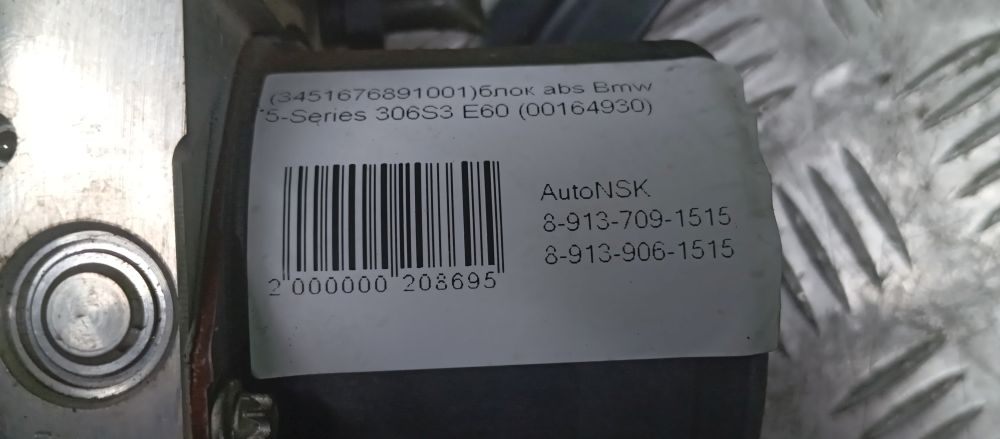 (3451676891001)блок abs Bmw
5-Series 306S3 E60 (00164930)
AutoNSK
8-913-709-1515
8-913-906-1515
2 000000 208695